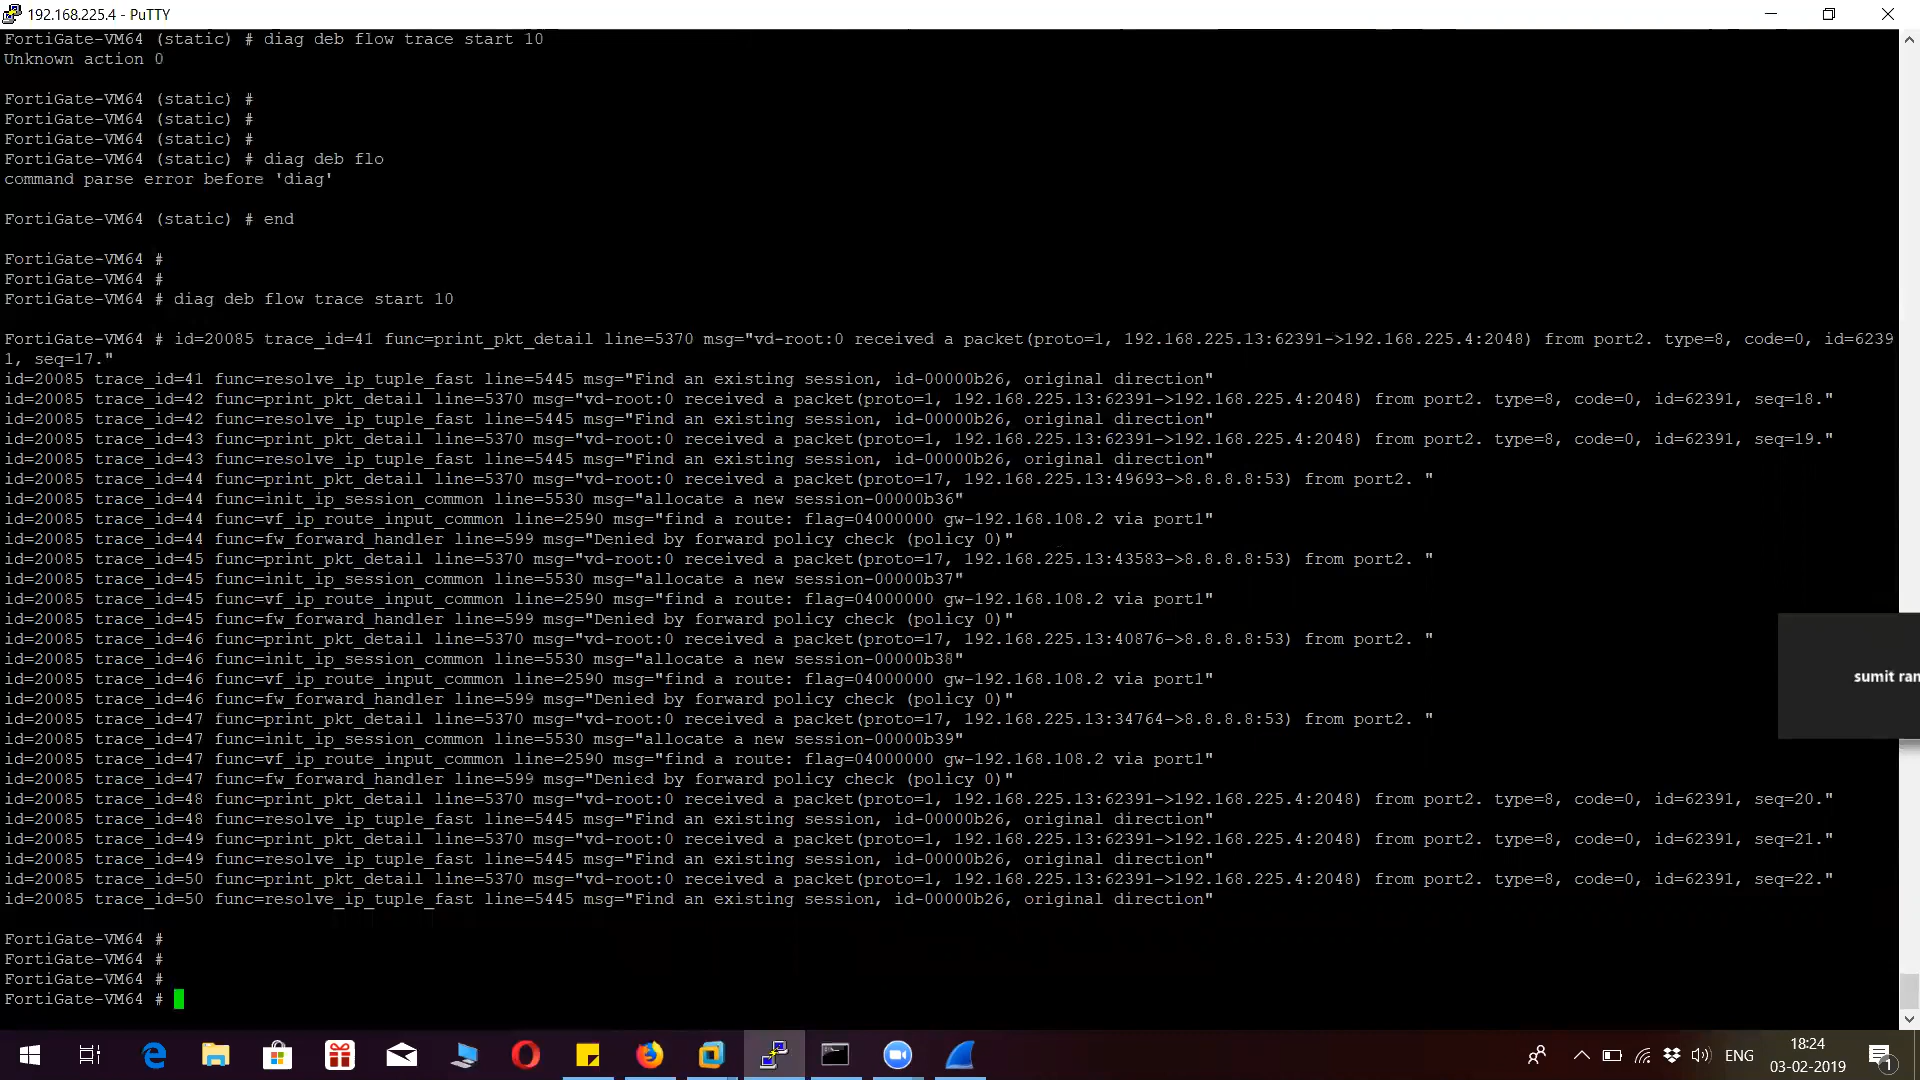 192.168.225.4 - PuTTY
FortiGate-VM64 (static) # diag deb flow trace start 10
Unknown action 0
FortiGate-VM64 (static) #
FortiGate-VM64 (static) #
FortiGate-VM64 (static) #
FortiGate-VM64 (static) # diag deb flo
command parse error before 'diag'
FortiGate-VM64 (static) # end
FortiGate-VM64 #
FortiGate-VM64 #
FortiGate-VM64 # diag deb flow trace start 10
FortiGate-VM64 # id=20085 trace_id=41 func=print_pkt_detail line=5370 msg="vd-root:0 received a packet(proto=1, 192.168.225.13:62391->192.168.225.4:2048) from port2. type=8, code=0, id=6239
1, seq=17."
id=20085 trace_id=41 func=resolve_ip_tuple_fast line=5445 msg="Find an existing session, id-00000b26, original direction"
id=20085 trace_id=42 func=print_pkt_detail line=5370 msg="vd-root:0 received a packet(proto=1, 192.168.225.13:62391->192.168.225.4:2048) from port2. type=8, code=0, id=62391, seq=18."
id=20085 trace_id=42 func=resolve_ip_tuple_fast line=5445 msg="Find an existing session, id-00000b26, original direction"
id=20085 trace_id=43 func=print_pkt_detail line=5370 msg="vd-root:0 received a packet(proto=1, 192.168.225.13:62391->192.168.225.4:2048) from port2. type=8, code=0, id=62391, seq=19."
id=20085 trace_id=43 func=resolve_ip_tuple_fast line=5445 msg="Find an existing session, id-00000b26, original direction"
id=20085 trace_id=44 func=print_pkt_detail line=5370 msg="vd-root:0 received a packet(proto=17, 192.168.225.13:49693->8.8.8.8:53) from port2. "
id=20085 trace_id=44 func=init_ip_session_common line=5530 msg="allocate a new session-00000b36"
id=20085 trace_id=44 func=vf_ip_route_input_common line=2590 msg="find a route: flag=04000000 gw-192.168.108.2 via port1"
id=20085 trace_id=44 func=fw_forward_handler line=599 msg="Denied by forward policy check (policy 0)"
id=20085 trace_id=45 func=print_pkt_detail line=5370 msg="vd-root:0 received a packet(proto=17, 192.168.225.13:43583->8.8.8.8:53) from port2. "
id=20085 trace_id=45 func=init_ip_session_common line=5530 msg="allocate a new session-00000b37"
id=20085 trace_id=45 func=vf_ip_route_input_common line=2590 msg="find a route: flag=04000000 gw-192.168.108.2 via port1"
id=20085 trace_id=45 func=fw_forward_handler line=599 msg="Denied by forward policy check (policy 0)"
id=20085 trace_id=46 func=print_pkt_detail line=5370 msg="vd-root:0 received a packet(proto=17, 192.168.225.13:40876->8.8.8.8:53) from port2. "
id=20085 trace_id=46 func=init_ip_session_common line=5530 msg="allocate a new session-00000b38"
id=20085 trace_id=46 func=vf_ip_route_input_common line=2590 msg="find a route: flag=04000000 gw-192.168.108.2 via port1"
id=20085 trace_id=46 func=fw_forward_handler line=599 msg="Denied by forward policy check (policy 0)"
id=20085 trace_id=47 func=print_pkt_detail line=5370 msg="vd-root:0 received a packet(proto=17, 192.168.225.13:34764->8.8.8.8:53) from port2. "
id=20085 trace_id=47 func=init_ip_session_common line=5530 msg="allocate a new session-00000b39"
id=20085 trace_id=47 func=vf_ip_route_input_common line=2590 msg="find a route: flag=04000000 gw-192.168.108.2 via port1"
id=20085 trace_id=47 func=fw_forward_handler line=599 msg="Denied by forward policy check (policy 0)"
id=20085 trace_id=48 func=print_pkt_detail line=5370 msg="vd-root:0 received a packet(proto=1, 192.168.225.13:62391->192.168.225.4:2048) from port2. type=8, code=0, id=62391, seq=20."
id=20085 trace_id=48 func=resolve_ip_tuple_fast line=5445 msg="Find an existing session, id-00000b26, original direction"
id=20085 trace_id=49 func=print_pkt_detail line=5370 msg="vd-root:0 received a packet(proto=1, 192.168.225.13:62391->192.168.225.4:2048) from port2. type=8, code=0, id=62391, seq=21."
id=20085 trace_id=49 func=resolve_ip_tuple_fast line=5445 msg="Find an existing session, id-00000b26, original direction"
id=20085 trace_id=50 func=print_pkt_detail line=5370 msg="vd-root:0 received a packet(proto=1, 192.168.225.13:62391->192.168.225.4:2048) from port2. type=8, code=0, id=62391, seq=22."
id=20085 trace_id=50 func=resolve_ip_tuple_fast line=5445 msg="Find an existing session, id-00000b26, original direction"
FortiGate-VM64 #
FortiGate-VM64 #
FortiGate-VM64 #
FortiGate-VM64 #
sumit ran
ENG
18:24
03-02-2019
1